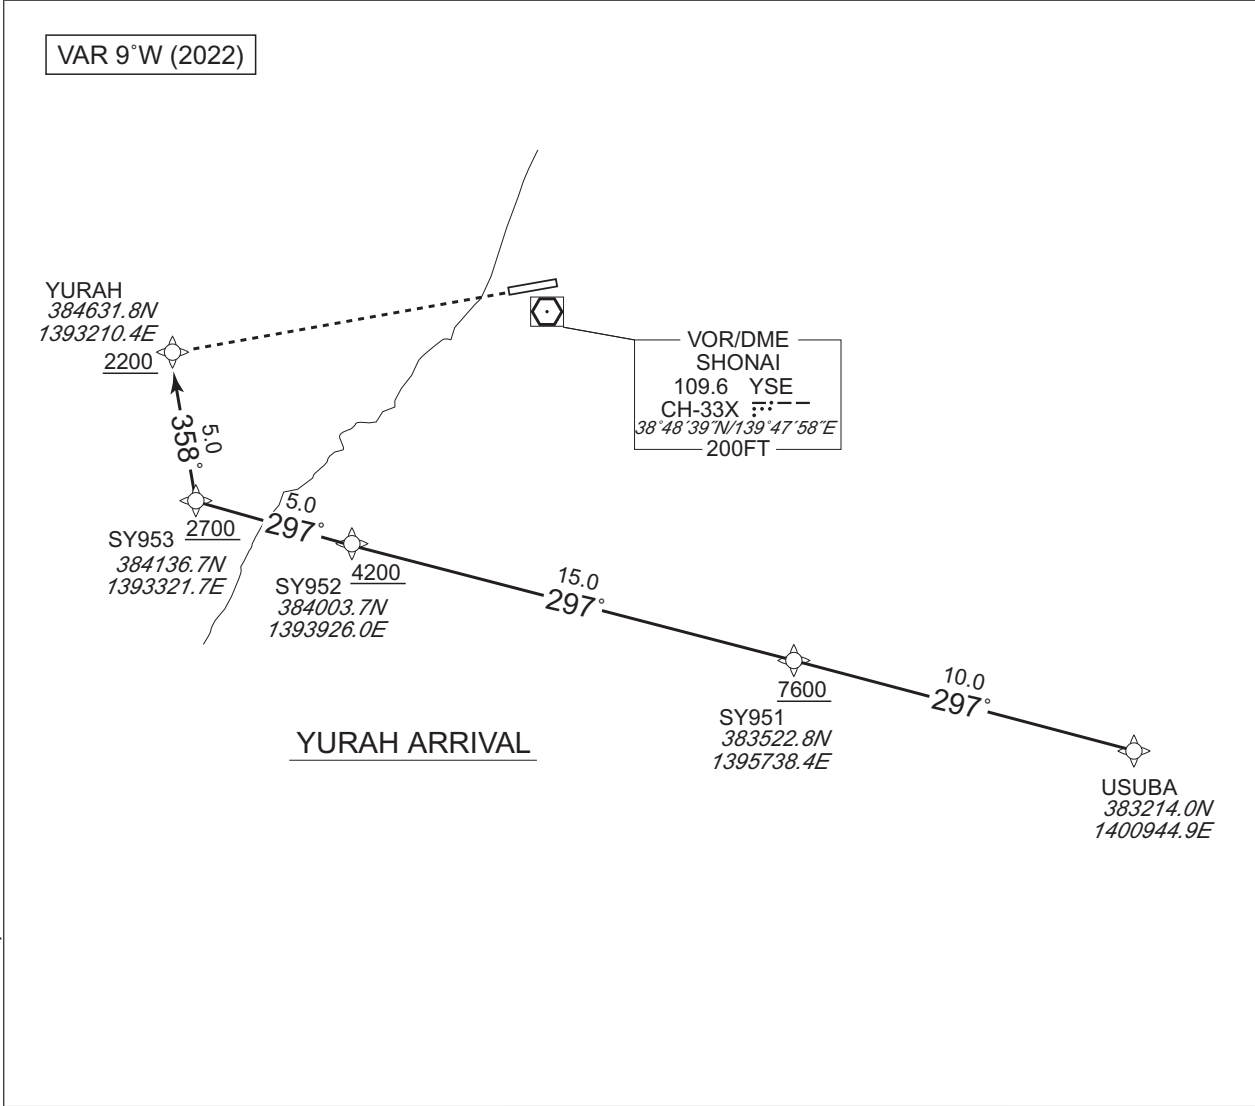 VAR 9˚W (2022)
YURAH
384631.8N
1393210.4E
2200
VOR/DME
SHONAI
109.6 YSE
CH-33X
38˚48´39˝N/139˚47´58˝E
200FT
5.0
358˚
5.0
297˚
2700
SY953
384136.7N
1393321.7E
4200
SY952
384003.7N
1393926.0E
15.0
297˚
7600
SY951
383522.8N
1395738.4E
10.0
297˚
YURAH ARRIVAL
USUBA
383214.0N
1400944.9E